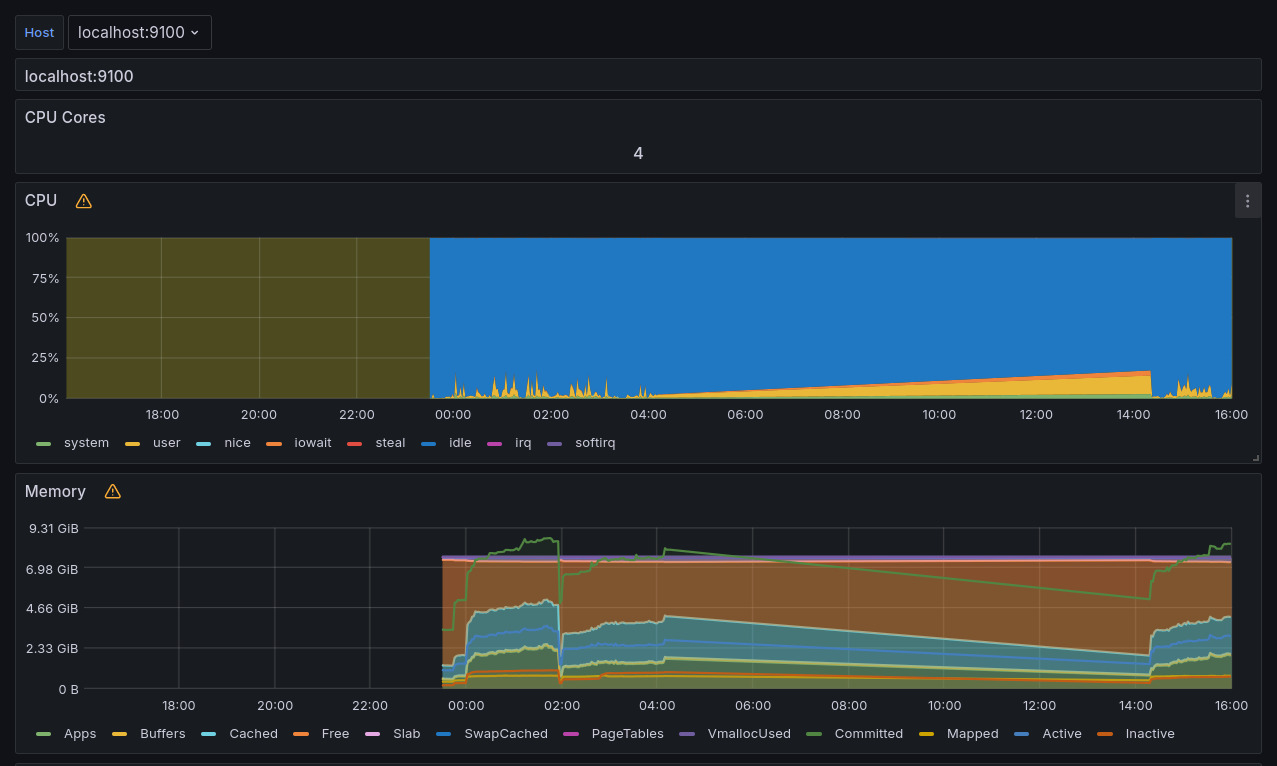 Host localhost:9100
localhost:9100
CPU Cores
4
CPU
100%
75%
50%
25%
0%
18:00 20:00 22:00 00:00 02:00 04:00 06:00 08:00 10:00 12:00 14:00 16:00
system user nice iowait steal idle irq softirq
Memory
9.31 GiB
6.98 GiB
4.66 GiB
2.33 GiB
0 B
18:00 20:00 22:00 00:00 02:00 04:00 06:00 08:00 10:00 12:00 14:00 16:00
Apps Buffers Cached Free Slab SwapCached PageTables VmallocUsed Committed Mapped Active Inactive